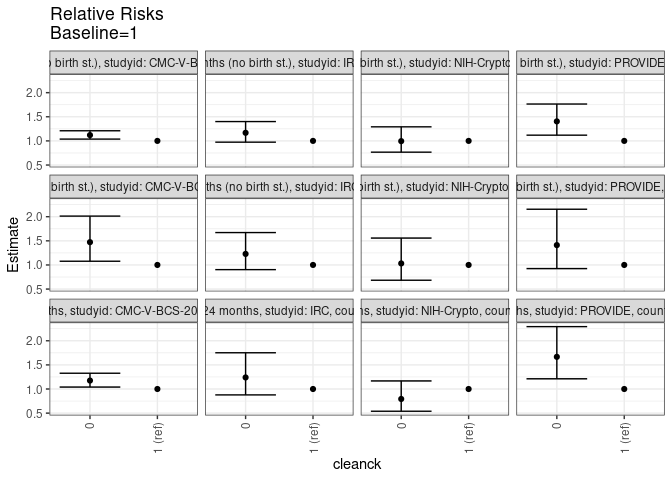 Relative Risks
Baseline=1
birth st.), studyid: CMC-V-B
nths (no birth st.), studyid: IR
birth st.), studyid: NIH-Crypto
birth st.), studyid: PROVIDE
2.0
1.5
1.0
0.5
birth st.), studyid: CMC-V-BC
ths (no birth st.), studyid: IRC
birth st.), studyid: NIH-Crypto
birth st.), studyid: PROVIDE,
2.0
1.5
1.0
0.5
ths, studyid: CMC-V-BCS-20
24 months, studyid: IRC, cou
ns, studyid: NIH-Crypto, coun
hs, studyid: PROVIDE, coun
2.0
1.5
1.0
0.5
Estimate
0
1 (ref)
0
1 (ref)
0
1 (ref)
0
1 (ref)
cleanck